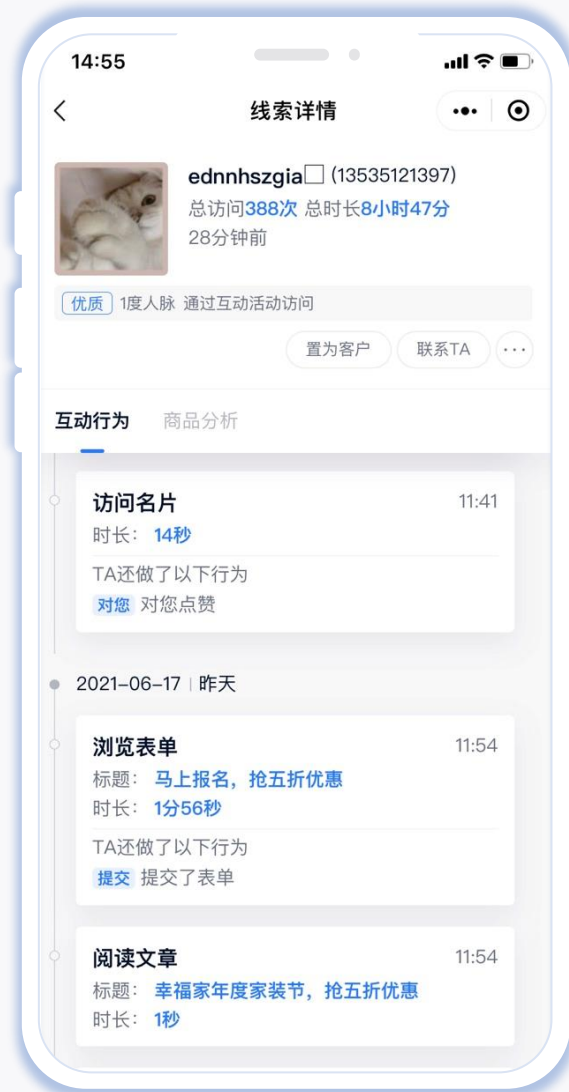 14:55
线索详情
ednnhszgia□ (13535121397)
总访问388次 总时长8小时47分
28分钟前
优质 1度人脉 通过互动活动访问
置为客户 联系TA ···
互动行为 商品分析
访问名片 11:41
时长： 14秒
TA还做了以下行为
对您 对您点赞
2021-06-17 | 昨天
浏览表单 11:54
标题： 马上报名，抢五折优惠
时长： 1分56秒
TA还做了以下行为
提交 提交了表单
阅读文章 11:54
标题： 幸福家年度家装节，抢五折优惠
时长： 1秒